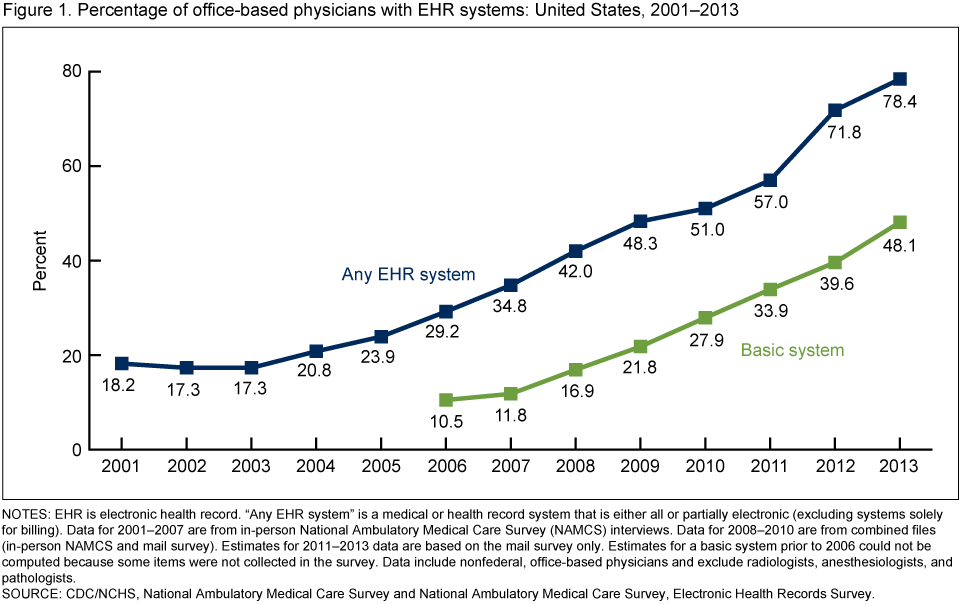 Figure 1. Percentage of office-based physicians with EHR systems: United States, 2001–2013
80
60
40
20
0
Percent
Any EHR system
Basic system
18.2
17.3
17.3
20.8
23.9
29.2
34.8
42.0
48.3
51.0
57.0
71.8
78.4
10.5
11.8
16.9
21.8
27.9
33.9
39.6
48.1
2001 2002 2003 2004 2005 2006 2007 2008 2009 2010 2011 2012 2013
NOTES: EHR is electronic health record. “Any EHR system” is a medical or health record system that is either all or partially electronic (excluding systems solely
for billing). Data for 2001–2007 are from in-person National Ambulatory Medical Care Survey (NAMCS) interviews. Data for 2008–2010 are from combined files
(in-person NAMCS and mail survey). Estimates for 2011–2013 data are based on the mail survey only. Estimates for a basic system prior to 2006 could not be
computed because some items were not collected in the survey. Data include nonfederal, office-based physicians and exclude radiologists, anesthesiologists, and
pathologists.
SOURCE: CDC/NCHS, National Ambulatory Medical Care Survey and National Ambulatory Medical Care Survey, Electronic Health Records Survey.